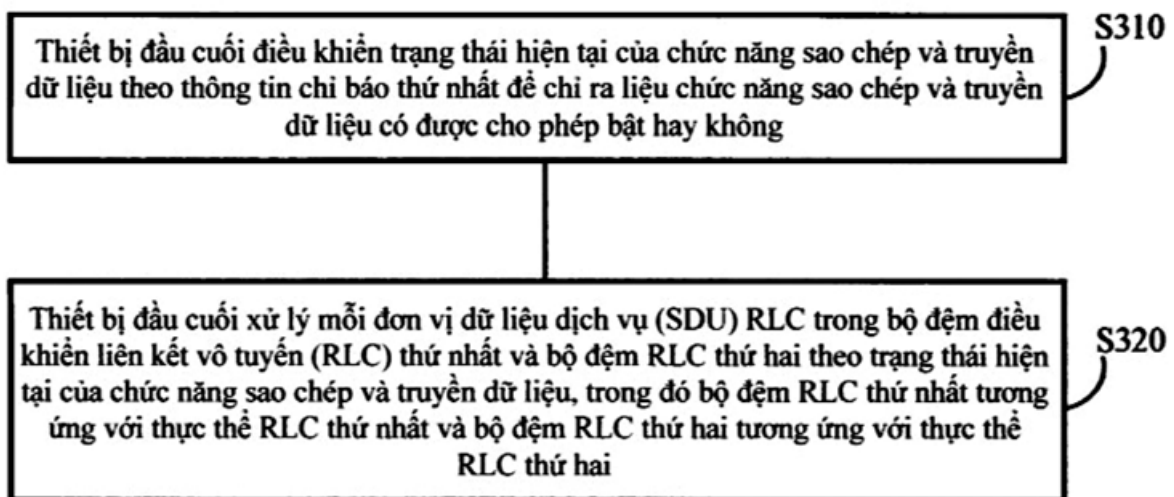 S310
Thiết bị đầu cuối điều khiển trạng thái hiện tại của chức năng sao chép và truyền
dữ liệu theo thông tin chỉ báo thứ nhất để chỉ ra liệu chức năng sao chép và truyền
dữ liệu có được cho phép bật hay không
Thiết bị đầu cuối xử lý mỗi đơn vị dữ liệu dịch vụ (SDU) RLC trong bộ đệm điều
khiển liên kết vô tuyến (RLC) thứ nhất và bộ đệm RLC thứ hai theo trạng thái hiện
S320
tại của chức năng sao chép và truyền dữ liệu, trong đó bộ đệm RLC thứ nhất tương
ứng với thực thể RLC thứ nhất và bộ đệm RLC thứ hai tương ứng với thực thể
RLC thứ hai